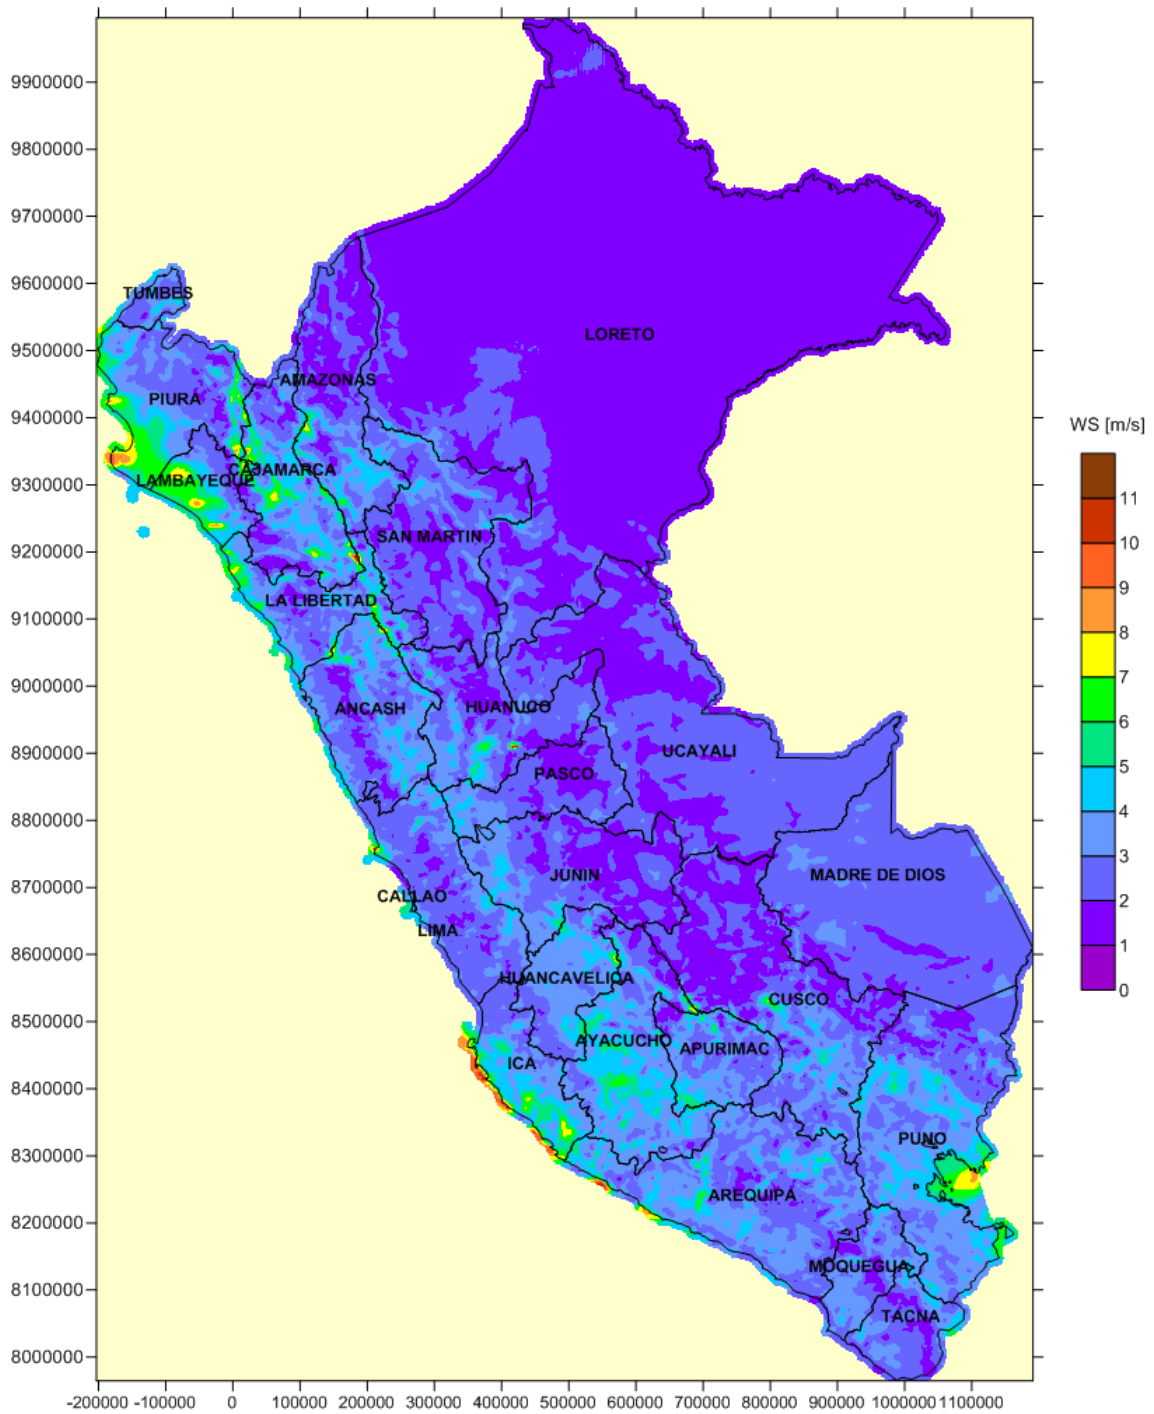 9900000
9800000
9700000
9600000
9500000
9400000
9300000
9200000
9100000
9000000
8900000
8800000
8700000
8600000
8500000
8400000
8300000
8200000
8100000
8000000
-200000 -100000 0 100000 200000 300000 400000 500000 600000 700000 800000 900000 1000000 1100000
TUMBES
LORETO
AMAZONAS
PIURA
CAJAMARCA
LAMBAYEQUE
SAN MARTIN
LA LIBERTAD
ANCASH
HUANUCO
UCAYALI
PASCO
JUNIN
MADRE DE DIOS
CALLAO
LIMA
HUANCAVELICA
CUSCO
AYACUCHO
APURIMAC
ICA
PUNO
AREQUIPA
MOQUEGUA
TACNA
WS [m/s]
11
10
9
8
7
6
5
4
3
2
1
0